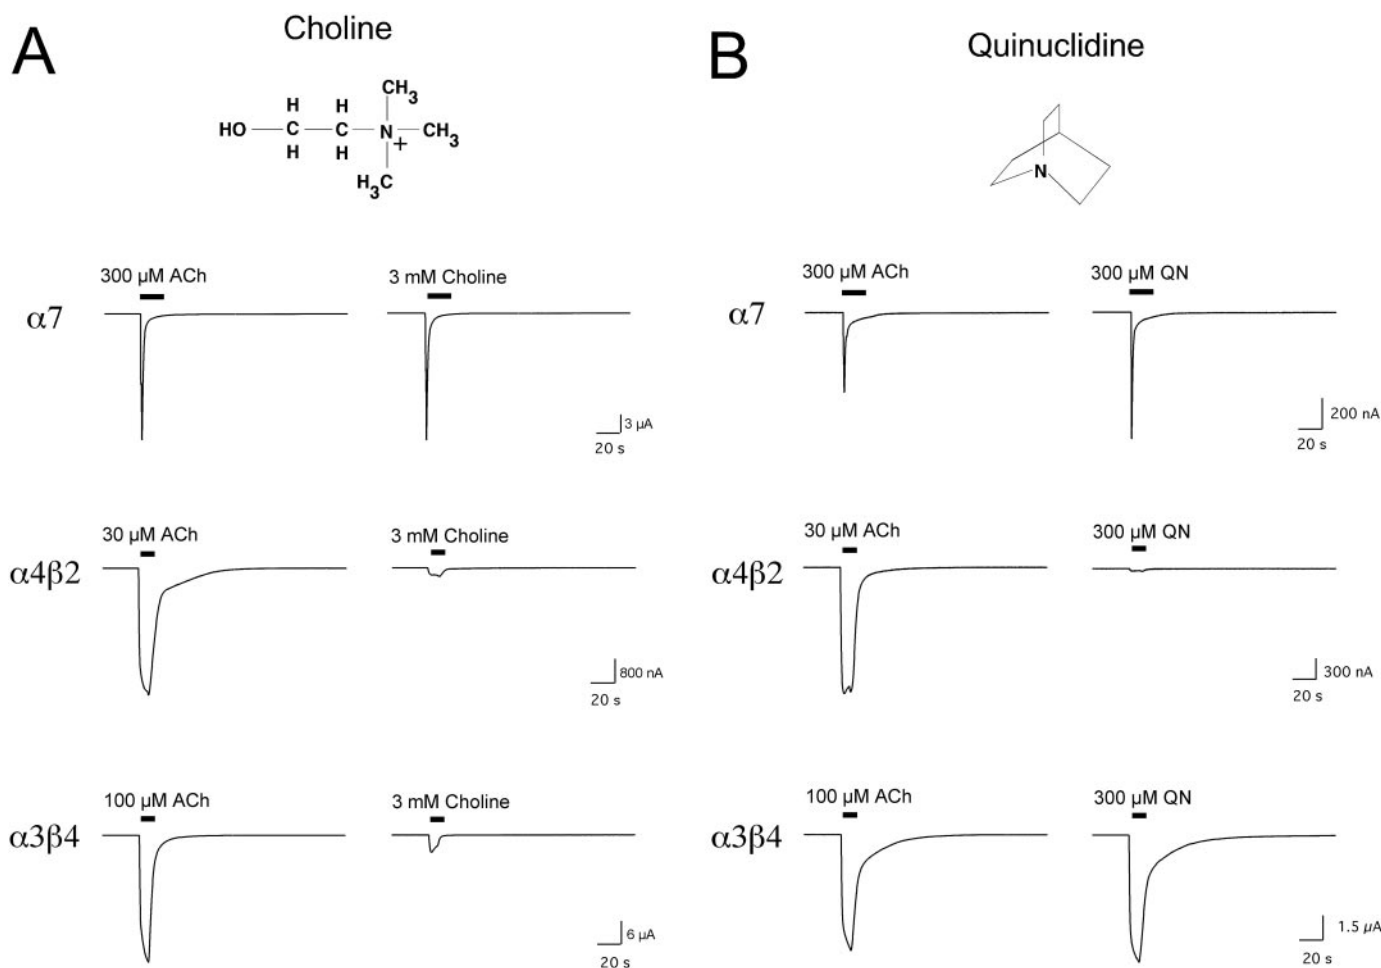 A
Choline
H H CH3
HO C C N CH3
+
H H
H3C
300 µM ACh
3 mM Choline
α7
3 µA
20 s
30 µM ACh
3 mM Choline
α4β2
800 nA
20 s
100 µM ACh
3 mM Choline
α3β4
6 µA
20 s
B
Quinuclidine
N
300 µM ACh
300 µM QN
α7
200 nA
20 s
30 µM ACh
300 µM QN
α4β2
300 nA
20 s
100 µM ACh
300 µM QN
α3β4
1.5 µA
20 s